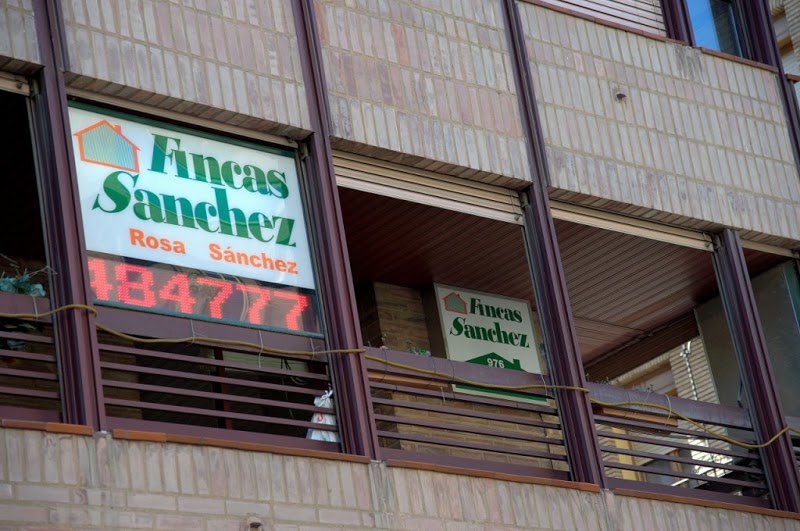 Fincas
Sanchez
Rosa Sánchez
484777
Fincas
Sanchez
976